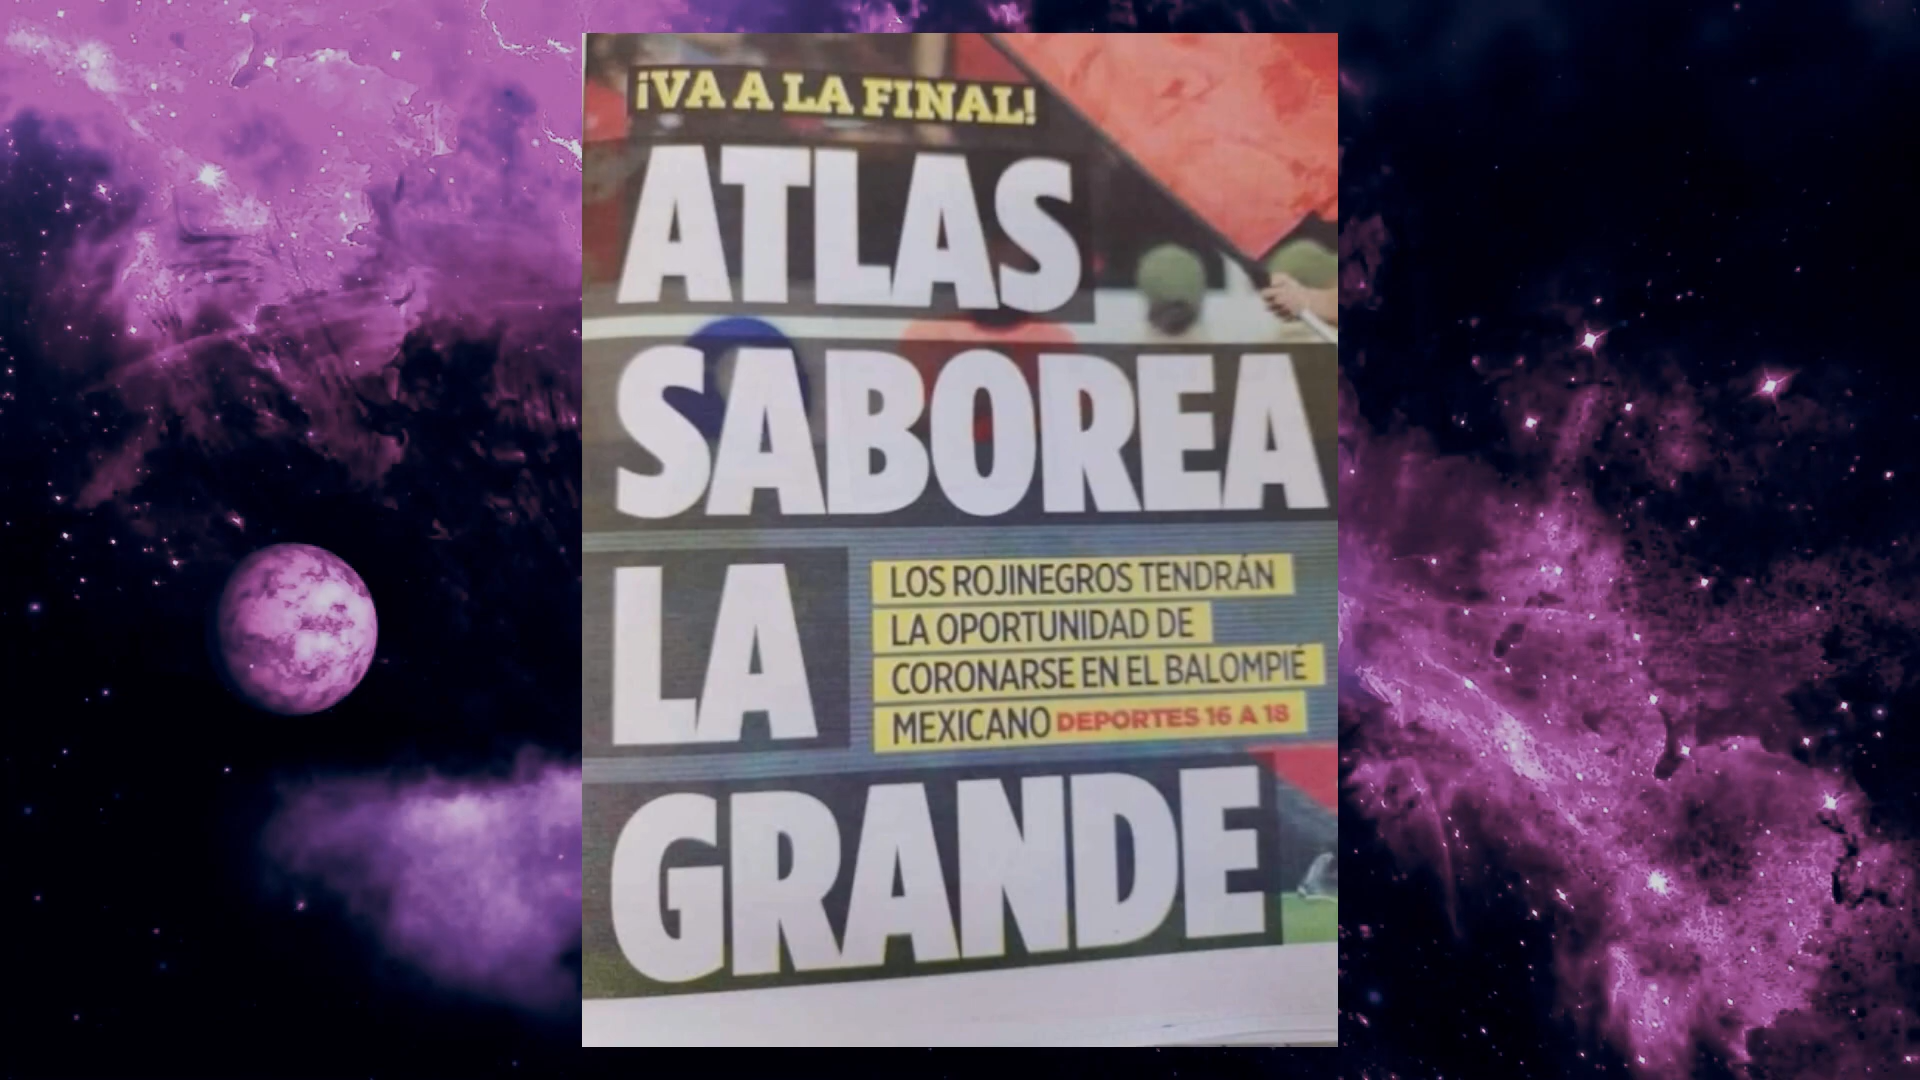 ¡VA A LA FINAL!
ATLAS
SABOREA
LA
LOS ROJINEGROS TENDRÁN
LA OPORTUNIDAD DE
CORONARSE EN EL BALOMPIÉ
MEXICANO DEPORTES 16 A 18
GRANDE